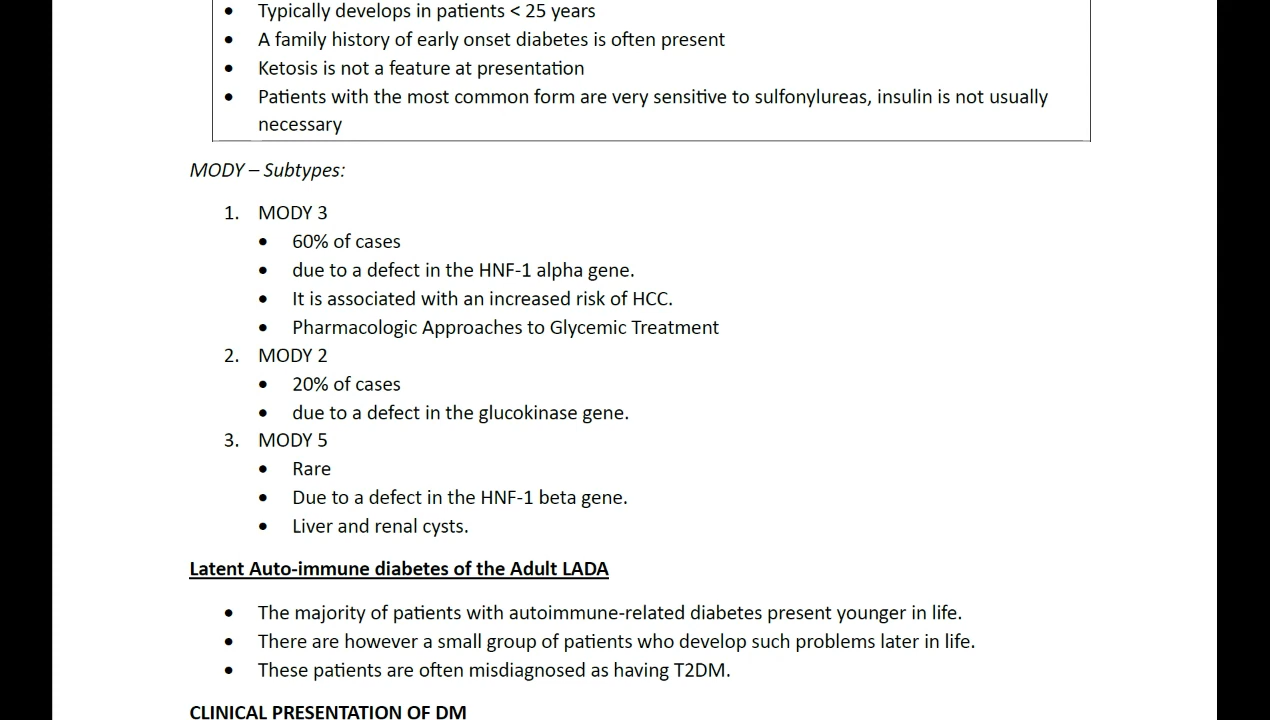 • Typically develops in patients < 25 years
• A family history of early onset diabetes is often present
• Ketosis is not a feature at presentation
• Patients with the most common form are very sensitive to sulfonylureas, insulin is not usually
necessary
MODY – Subtypes:
1. MODY 3
• 60% of cases
• due to a defect in the HNF-1 alpha gene.
• It is associated with an increased risk of HCC.
• Pharmacologic Approaches to Glycemic Treatment
2. MODY 2
• 20% of cases
• due to a defect in the glucokinase gene.
3. MODY 5
• Rare
• Due to a defect in the HNF-1 beta gene.
• Liver and renal cysts.
Latent Auto-immune diabetes of the Adult LADA
• The majority of patients with autoimmune-related diabetes present younger in life.
• There are however a small group of patients who develop such problems later in life.
• These patients are often misdiagnosed as having T2DM.
CLINICAL PRESENTATION OF DM